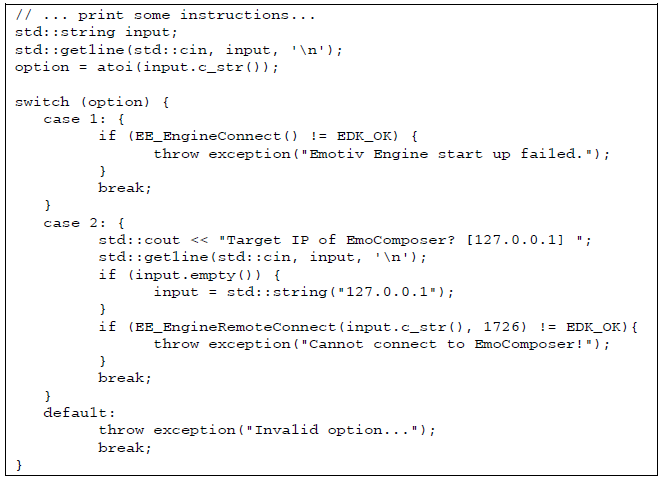 // ... print some instructions...
std::string input;
std::getline(std::cin, input, '\n');
option = atoi(input.c_str());

switch (option) {
    case 1: {
            if (EE_EngineConnect() != EDK_OK) {
                    throw exception("Emotiv Engine start up failed.");
            }
            break;
    }
    case 2: {
            std::cout << "Target IP of EmoComposer? [127.0.0.1] ";
            std::getline(std::cin, input, '\n');
            if (input.empty()) {
                    input = std::string("127.0.0.1");
            }
            if (EE_EngineRemoteConnect(input.c_str(), 1726) != EDK_OK){
                    throw exception("Cannot connect to EmoComposer!");
            }
            break;
    }
    default:
            throw exception("Invalid option...");
            break;
}